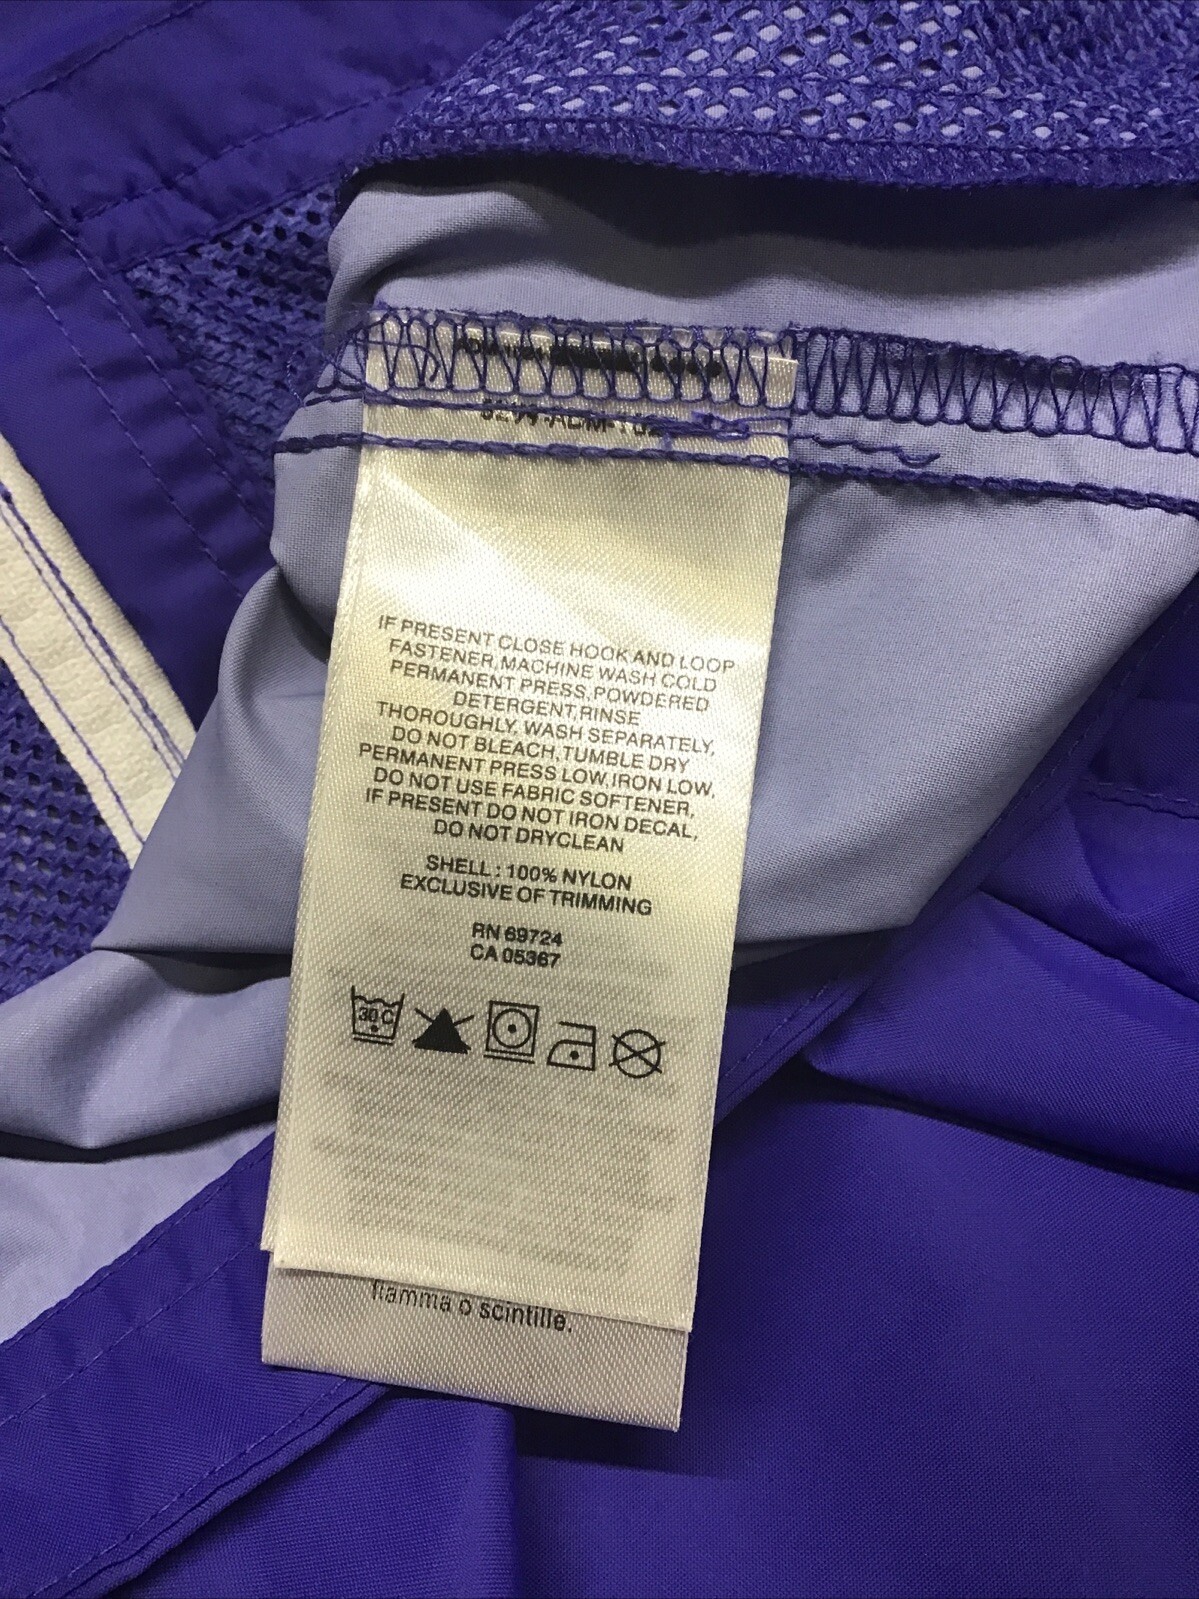 IF PRESENT CLOSE HOOK AND LOOP
FASTENER, MACHINE WASH COLD
PERMANENT PRESS, POWDERED
DETERGENT, RINSE
THOROUGHLY. WASH SEPARATELY,
DO NOT BLEACH, TUMBLE DRY
PERMANENT PRESS LOW, IRON LOW,
DO NOT USE FABRIC SOFTENER,
IF PRESENT DO NOT IRON DECAL,
DO NOT DRYCLEAN
SHELL : 100% NYLON
EXCLUSIVE OF TRIMMING
RN 69724
CA 05367
30 C
fiamma o scintille.